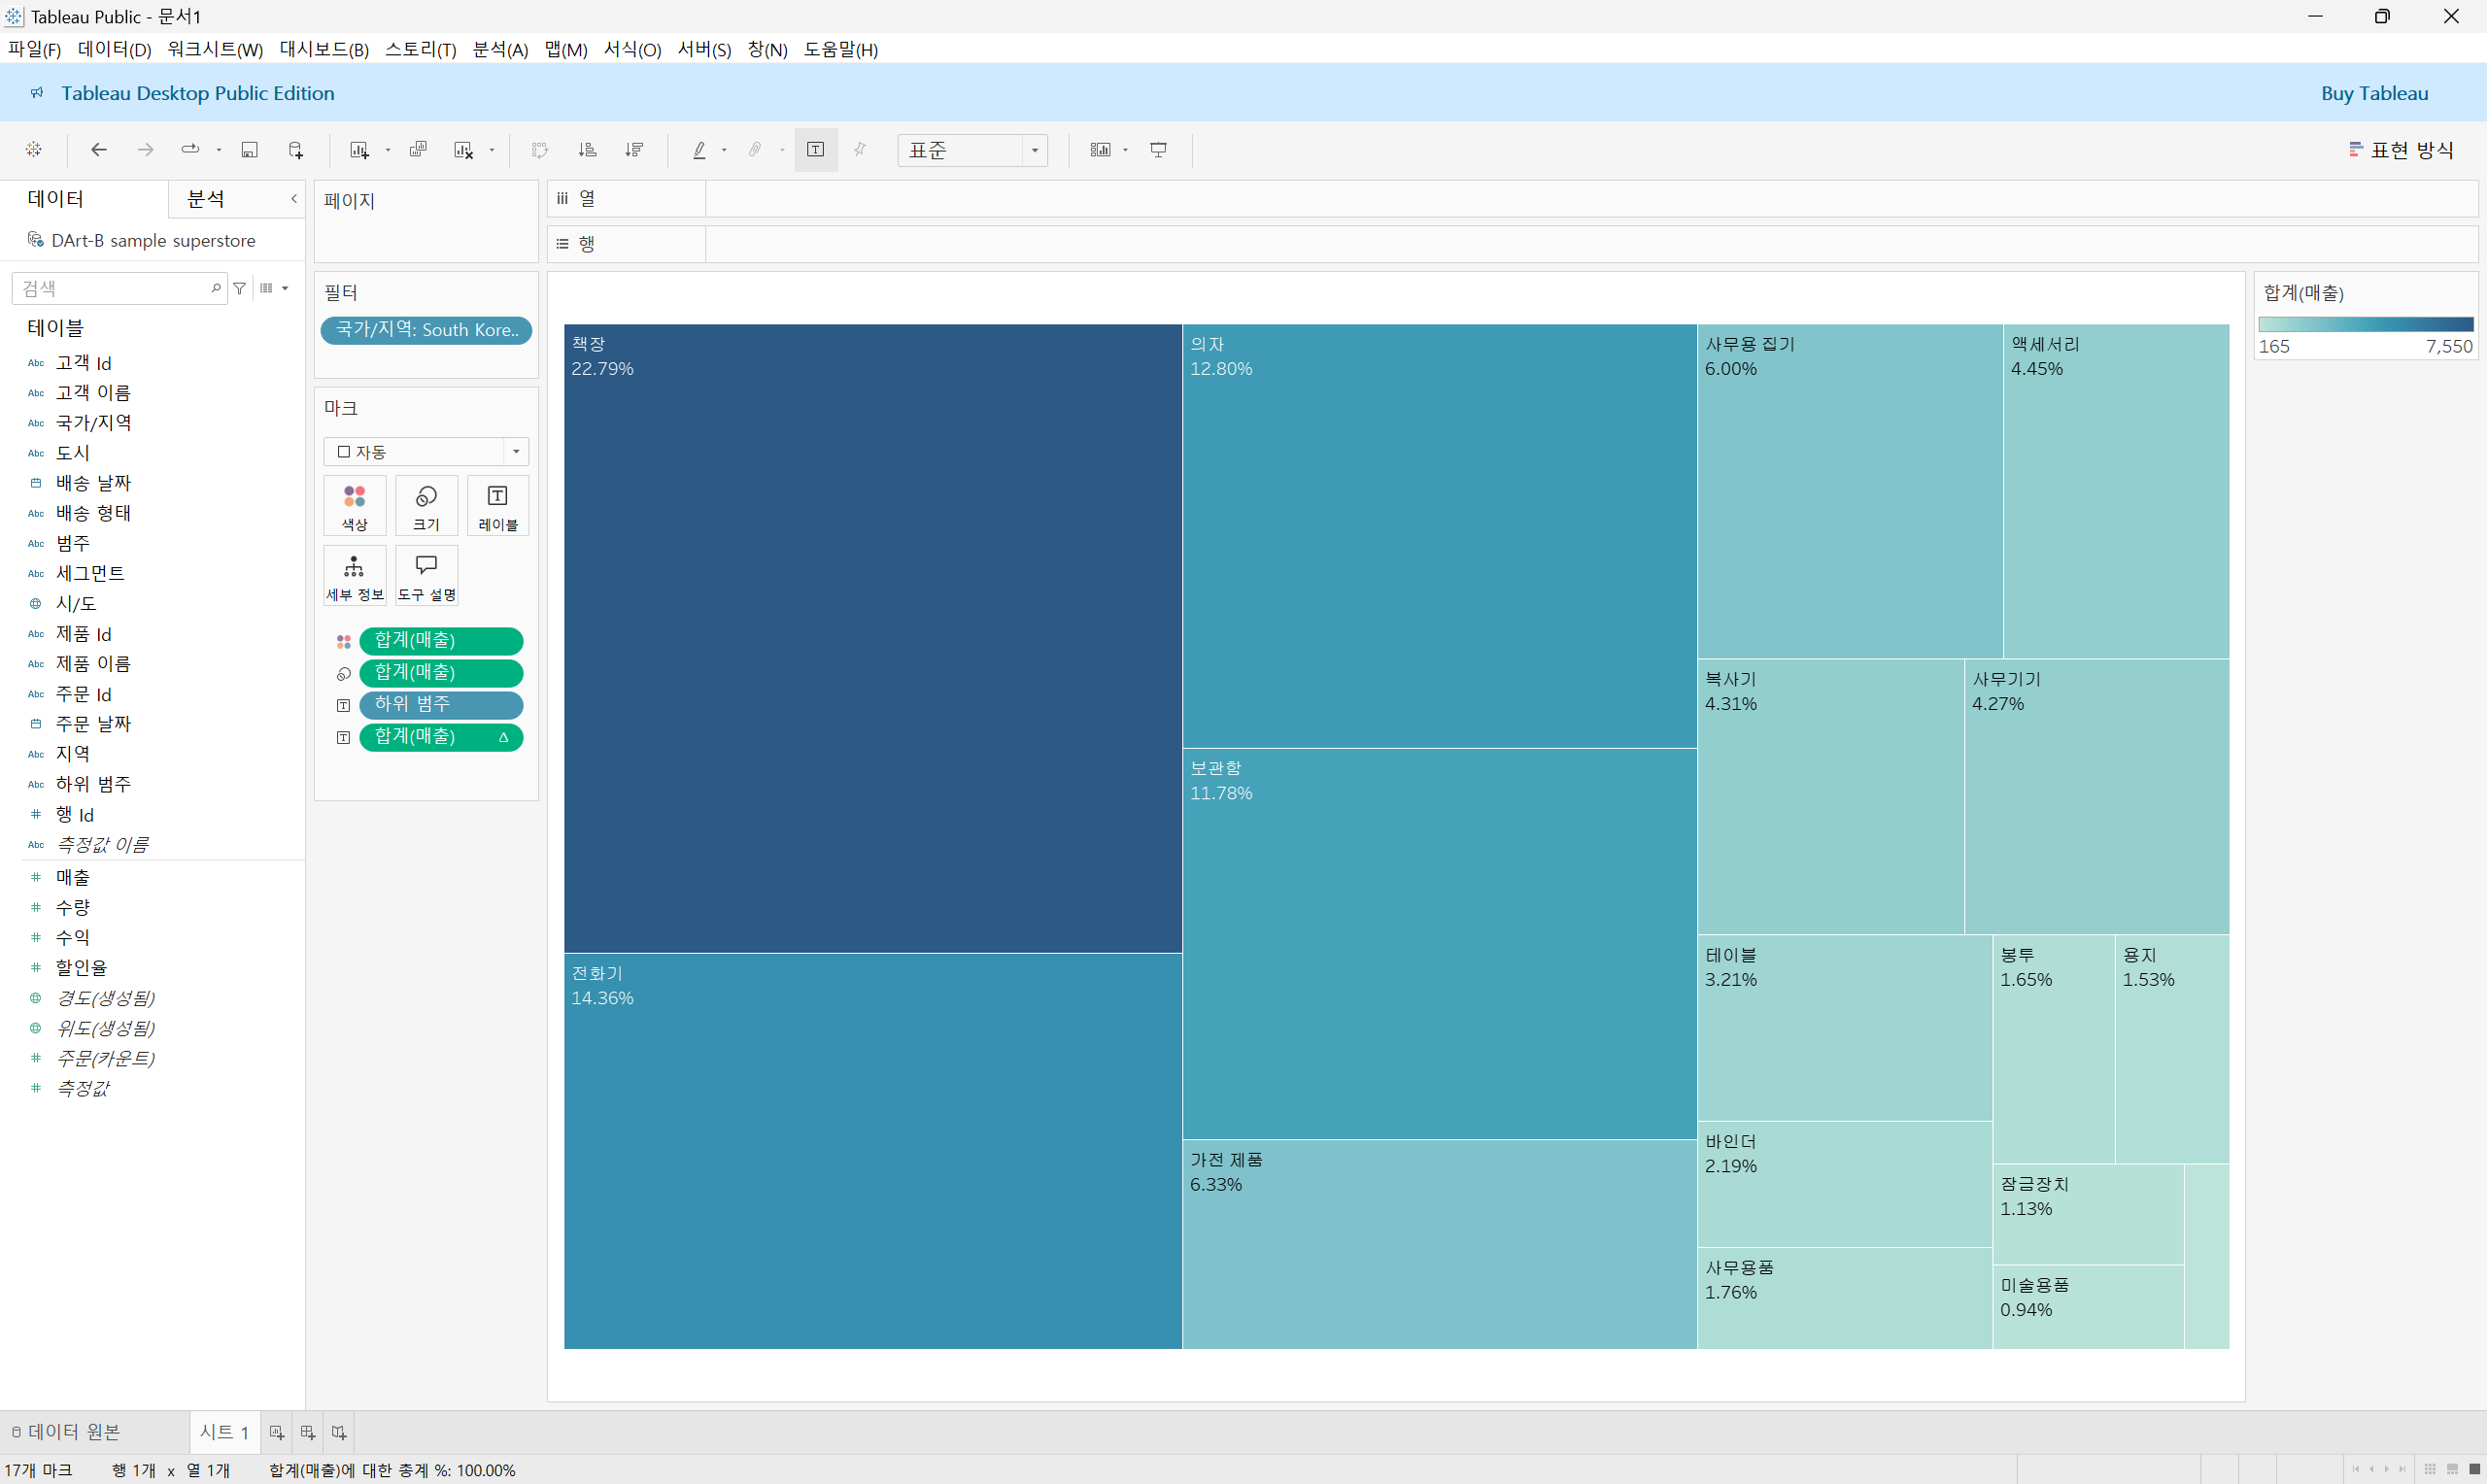 Tableau Public - 문서1
파일(F) 데이터(D) 워크시트(W) 대시보드(B) 스토리(T) 분석(A) 맵(M) 서식(O) 서버(S) 창(N) 도움말(H)
Tableau Desktop Public Edition
Buy Tableau
표준
표현 방식
데이터
분석
DArt-B sample superstore
검색
테이블
Abc 고객 Id
Abc 고객 이름
Abc 국가/지역
Abc 도시
배송 날짜
Abc 배송 형태
Abc 범주
Abc 세그먼트
시/도
Abc 제품 Id
Abc 제품 이름
Abc 주문 Id
주문 날짜
Abc 지역
Abc 하위 범주
# 행 Id
Abc 측정값 이름
# 매출
# 수량
# 수익
# 할인율
경도(생성됨)
위도(생성됨)
# 주문(카운트)
# 측정값
페이지
필터
국가/지역: South Kore..
마크
자동
색상
크기
레이블
세부 정보
도구 설명
합계(매출)
합계(매출)
하위 범주
합계(매출) Δ
열
행
책장
22.79%
전화기
14.36%
의자
12.80%
보관함
11.78%
가전 제품
6.33%
사무용 집기
6.00%
액세서리
4.45%
복사기
4.31%
사무기기
4.27%
테이블
3.21%
바인더
2.19%
사무용품
1.76%
봉투
1.65%
용지
1.53%
잠금장치
1.13%
미술용품
0.94%
합계(매출)
165 7,550
데이터 원본
시트 1
17개 마크 행 1개 x 열 1개 합계(매출)에 대한 총계 %: 100.00%